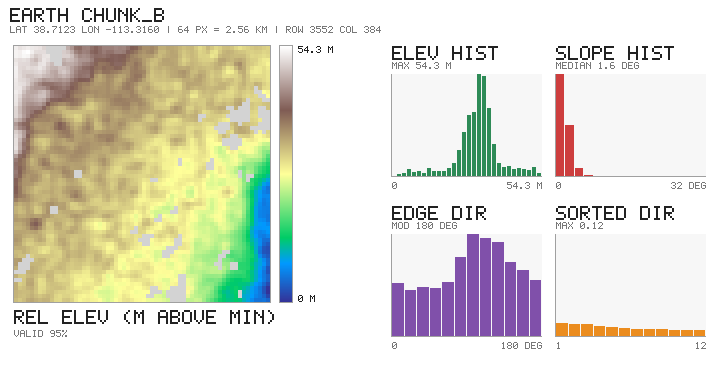 EARTH CHUNK_B
LAT 38.7123 LON -113.3160 | 64 PX = 2.56 KM | ROW 3552 COL 384
54.3 M
0 M
REL ELEV (M ABOVE MIN)
VALID 95%
ELEV HIST
MAX 54.3 M
0 54.3 M
SLOPE HIST
MEDIAN 1.6 DEG
0 32 DEG
EDGE DIR
MOD 180 DEG
0 180 DEG
SORTED DIR
MAX 0.12
1 12